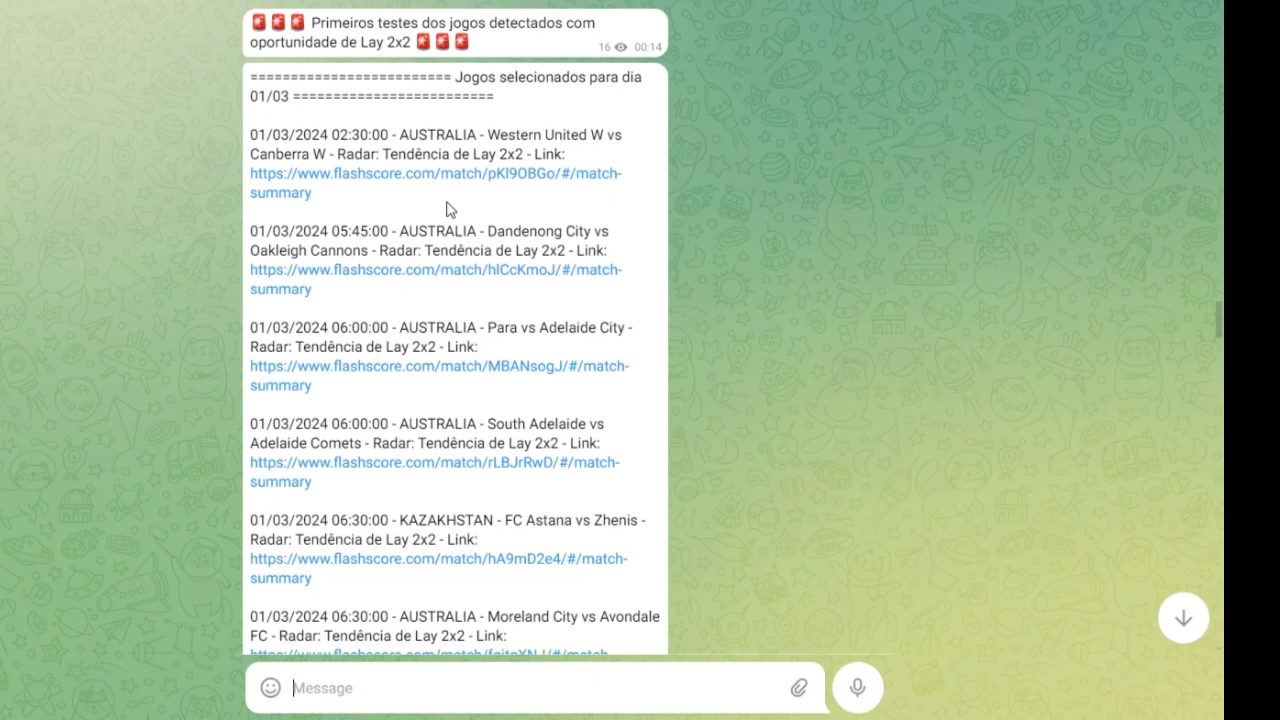 🚨 🚨 🚨 Primeiros testes dos jogos detectados com
oportunidade de Lay 2x2 🚨 🚨 🚨
16 00:14
========================= Jogos selecionados para dia
01/03 =========================
01/03/2024 02:30:00 - AUSTRALIA - Western United W vs
Canberra W - Radar: Tendência de Lay 2x2 - Link:
https://www.flashscore.com/match/pKl9OBGo/#/match-
summary
01/03/2024 05:45:00 - AUSTRALIA - Dandenong City vs
Oakleigh Cannons - Radar: Tendência de Lay 2x2 - Link:
https://www.flashscore.com/match/hlCcKmoJ/#/match-
summary
01/03/2024 06:00:00 - AUSTRALIA - Para vs Adelaide City -
Radar: Tendência de Lay 2x2 - Link:
https://www.flashscore.com/match/MBANsogJ/#/match-
summary
01/03/2024 06:00:00 - AUSTRALIA - South Adelaide vs
Adelaide Comets - Radar: Tendência de Lay 2x2 - Link:
https://www.flashscore.com/match/rLBJrRwD/#/match-
summary
01/03/2024 06:30:00 - KAZAKHSTAN - FC Astana vs Zhenis -
Radar: Tendência de Lay 2x2 - Link:
https://www.flashscore.com/match/hA9mD2e4/#/match-
summary
01/03/2024 06:30:00 - AUSTRALIA - Moreland City vs Avondale
FC - Radar: Tendência de Lay 2x2 - Link:
Message